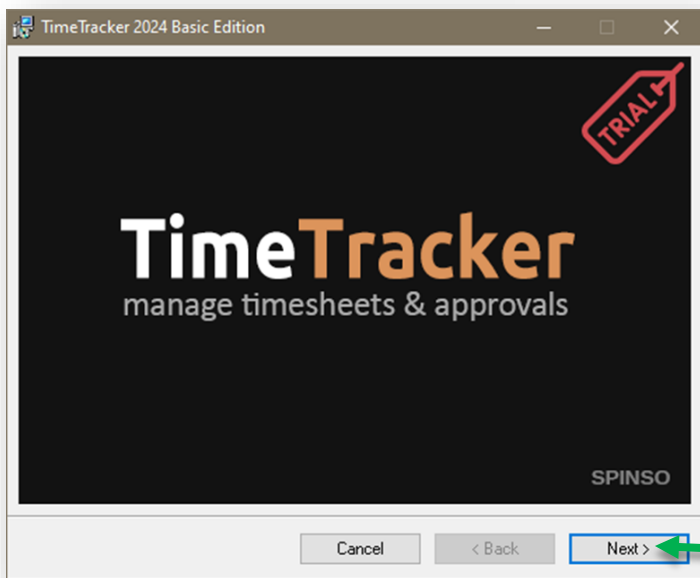 TimeTracker 2024 Basic Edition
TRIAL
TimeTracker
manage timesheets & approvals
SPINSO
Cancel
< Back
Next >